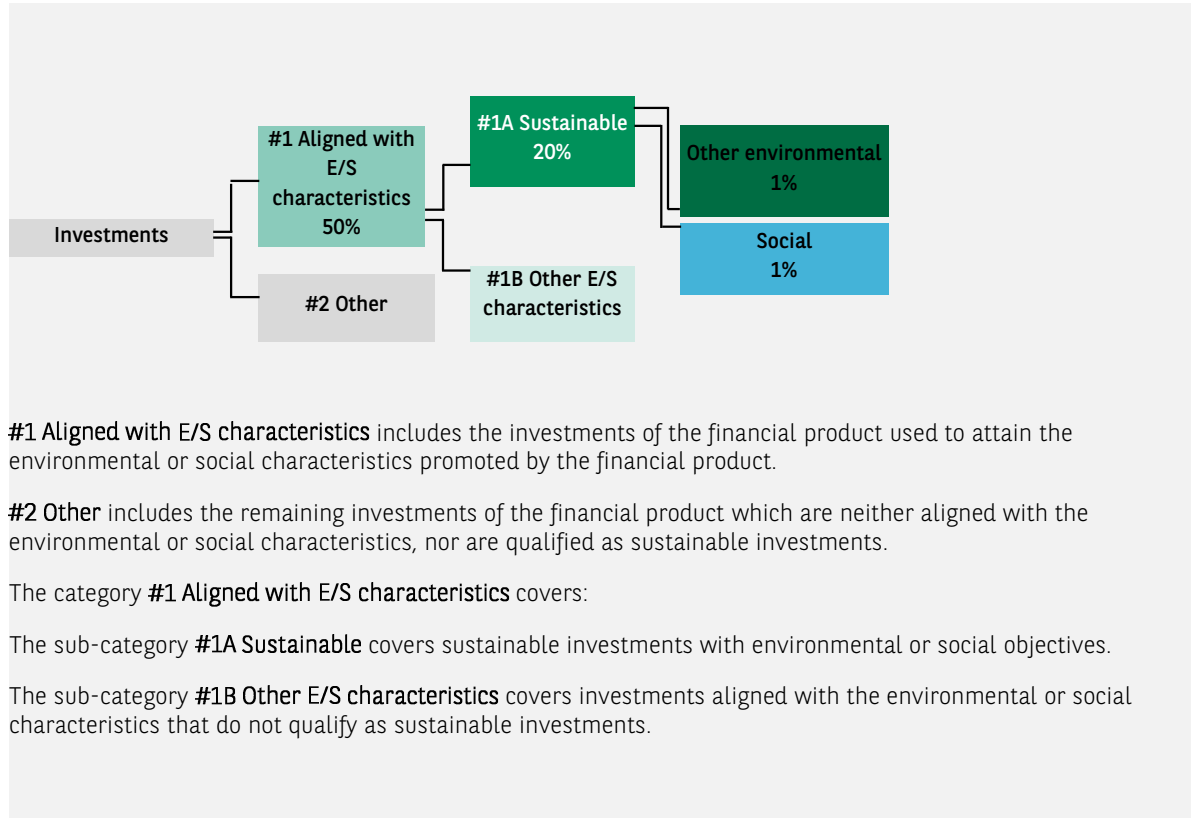 #1A Sustainable
20%
#1 Aligned with
E/S
characteristics
50%
Other environmental
1%
Investments
Social
1%
#2 Other
#1B Other E/S
characteristics
#1 Aligned with E/S characteristics includes the investments of the financial product used to attain the
environmental or social characteristics promoted by the financial product.
#2 Other includes the remaining investments of the financial product which are neither aligned with the
environmental or social characteristics, nor are qualified as sustainable investments.
The category #1 Aligned with E/S characteristics covers:
The sub-category #1A Sustainable covers sustainable investments with environmental or social objectives.
The sub-category #1B Other E/S characteristics covers investments aligned with the environmental or social
characteristics that do not qualify as sustainable investments.